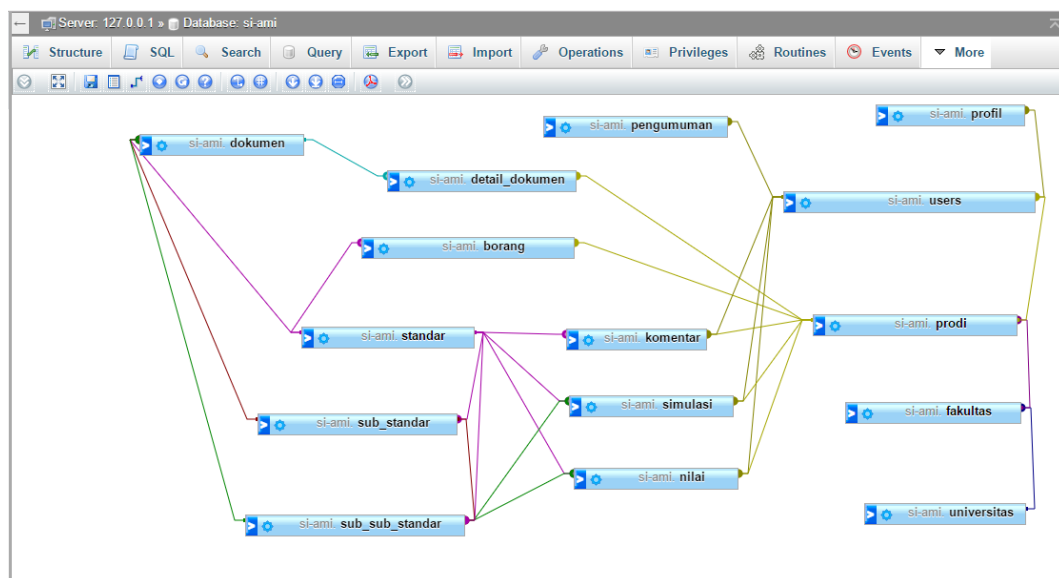 Server: 127.0.0.1 » Database: si-ami
Structure SQL Search Query Export Import Operations Privileges Routines Events More
si-ami. profil
si-ami. pengumuman
si-ami. dokumen
si-ami. detail_dokumen
si-ami. users
si-ami. borang
si-ami. prodi
si-ami. standar
si-ami. komentar
si-ami. simulasi
si-ami. fakultas
si-ami. sub_standar
si-ami. nilai
si-ami. universitas
si-ami. sub_sub_standar